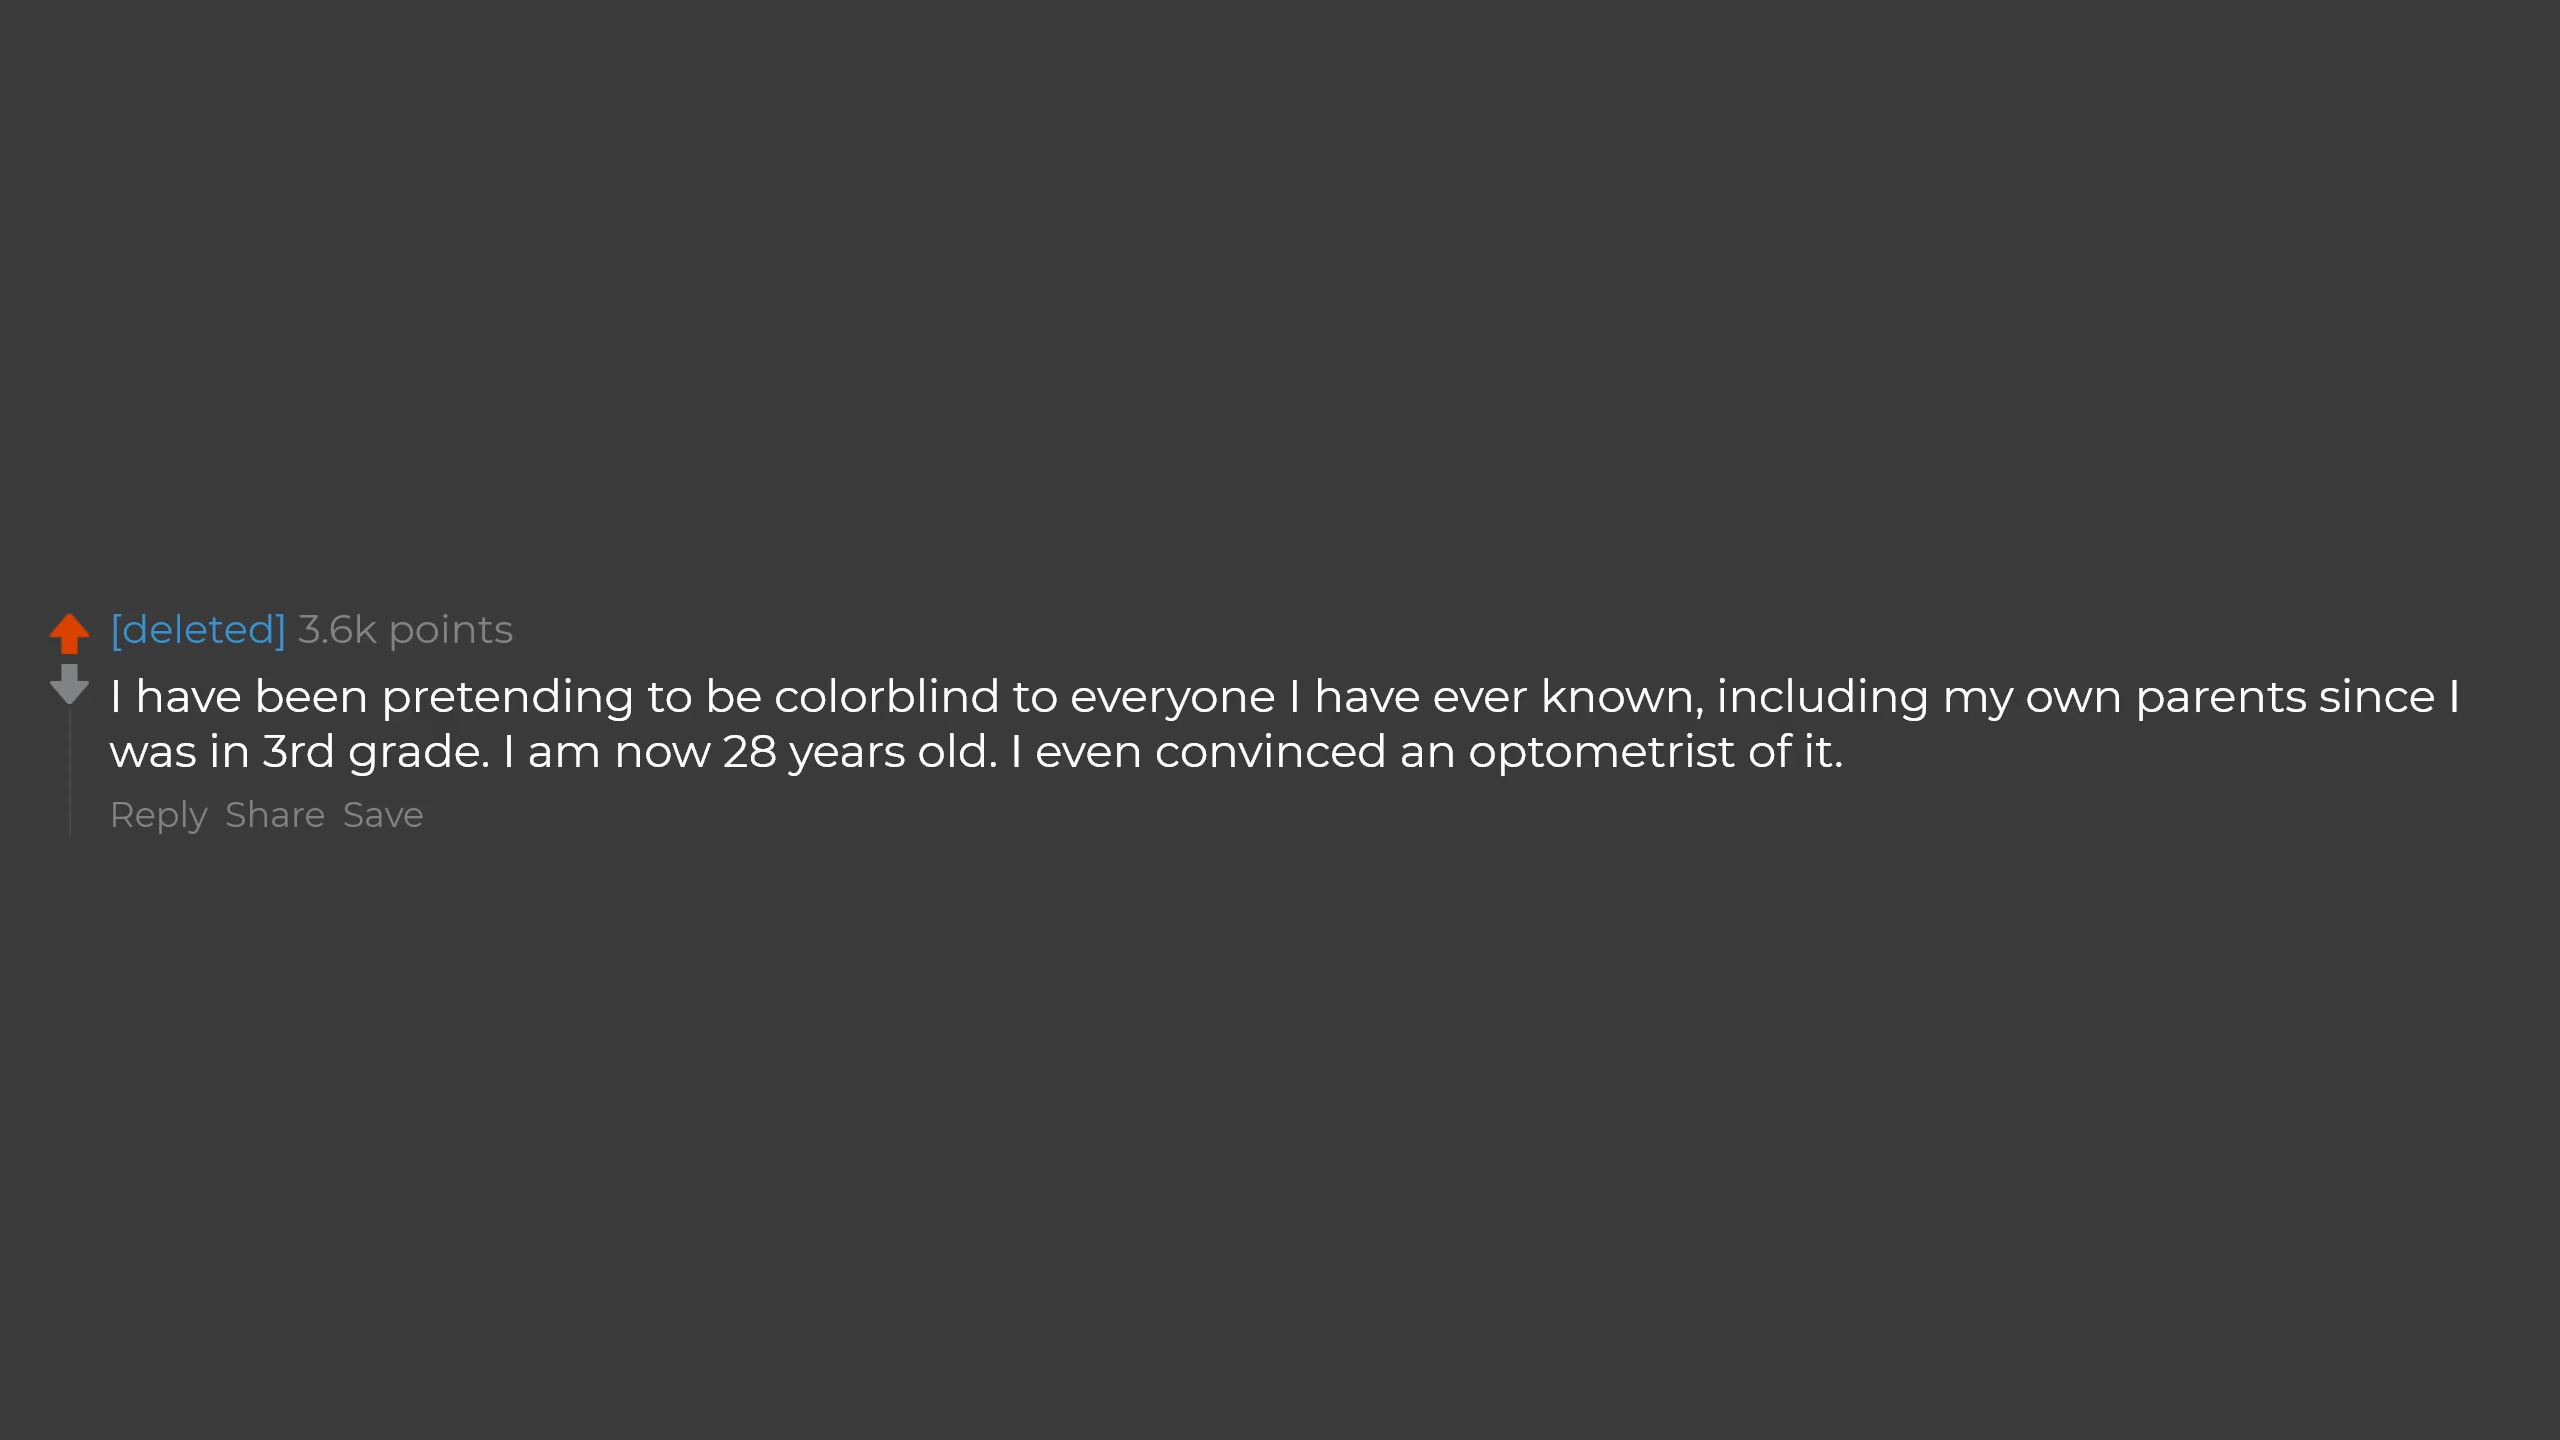 [deleted] 3.6k points
I have been pretending to be colorblind to everyone I have ever known, including my own parents since I
was in 3rd grade. I am now 28 years old. I even convinced an optometrist of it.
Reply Share Save